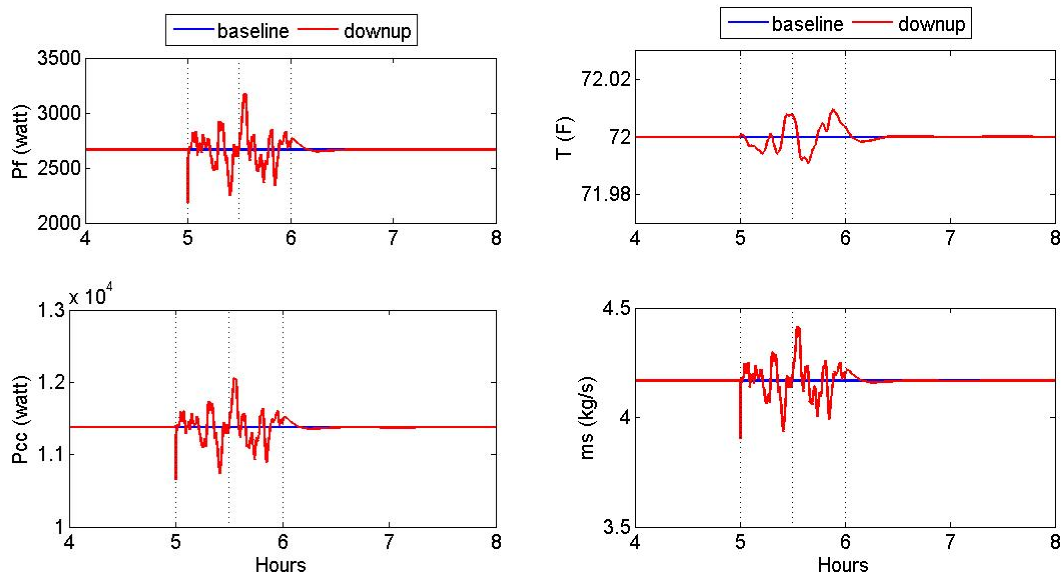 baseline downup
3500
3000
2500
2000
Pf (watt)
4 5 6 7 8
baseline downup
72.02
72
71.98
T (F)
4 5 6 7 8
x 10^4
1.3
1.2
1.1
1
Pcc (watt)
4 5 6 7 8
Hours
4.5
4
3.5
ms (kg/s)
4 5 6 7 8
Hours